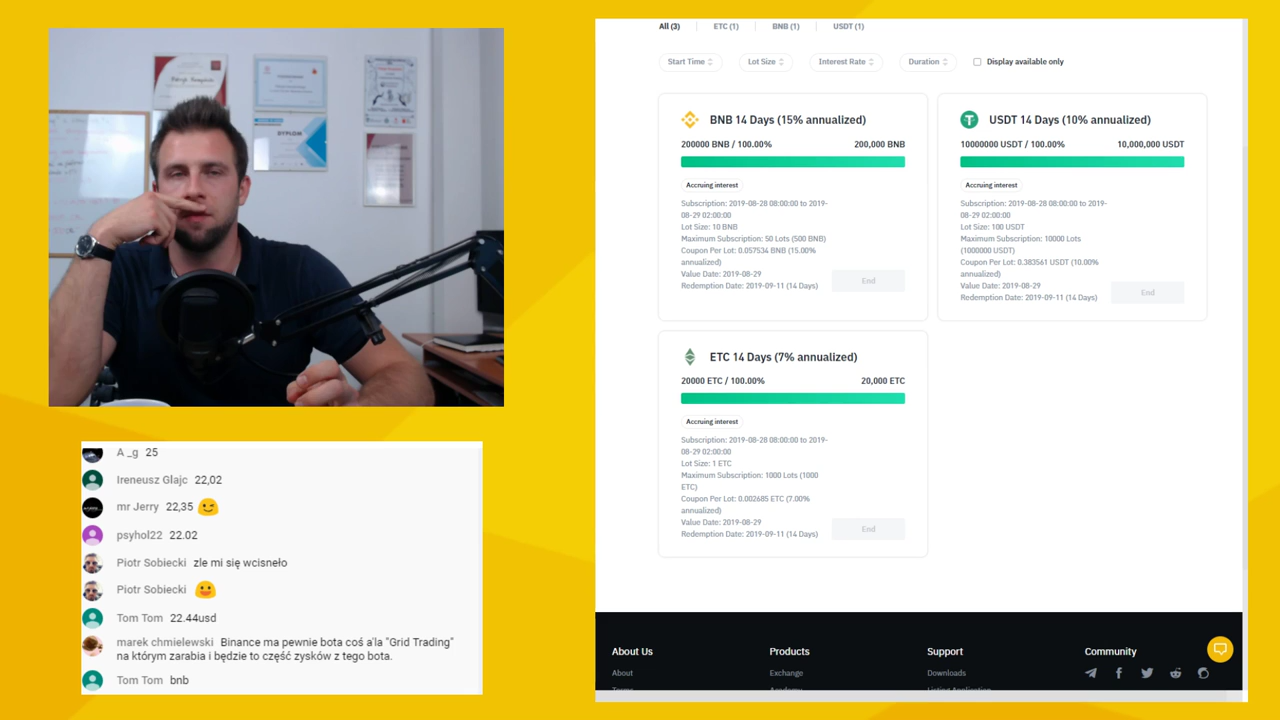 DYPLOM
A _g 25
Ireneusz Glajc 22,02
mr Jerry 22,35
psyhol22 22.02
Piotr Sobiecki zle mi się wcisneło
Piotr Sobiecki
Tom Tom 22.44usd
marek chmielewski Binance ma pewnie bota coś a'la "Grid Trading"
na którym zarabia i będzie to część zysków z tego bota.
Tom Tom bnb
All (3) ETC (1) BNB (1) USDT (1)
Start Time Lot Size Interest Rate Duration Display available only
BNB 14 Days (15% annualized)
200000 BNB / 100.00% 200,000 BNB
Accruing interest
Subscription: 2019-08-28 08:00:00 to 2019-
08-29 02:00:00
Lot Size: 10 BNB
Maximum Subscription: 50 Lots (500 BNB)
Coupon Per Lot: 0.057534 BNB (15.00%
annualized)
Value Date: 2019-08-29
Redemption Date: 2019-09-11 (14 Days)
End
USDT 14 Days (10% annualized)
10000000 USDT / 100.00% 10,000,000 USDT
Accruing interest
Subscription: 2019-08-28 08:00:00 to 2019-
08-29 02:00:00
Lot Size: 100 USDT
Maximum Subscription: 10000 Lots
(1000000 USDT)
Coupon Per Lot: 0.383561 USDT (10.00%
annualized)
Value Date: 2019-08-29
Redemption Date: 2019-09-11 (14 Days)
End
ETC 14 Days (7% annualized)
20000 ETC / 100.00% 20,000 ETC
Accruing interest
Subscription: 2019-08-28 08:00:00 to 2019-
08-29 02:00:00
Lot Size: 1 ETC
Maximum Subscription: 1000 Lots (1000
ETC)
Coupon Per Lot: 0.002685 ETC (7.00%
annualized)
Value Date: 2019-08-29
Redemption Date: 2019-09-11 (14 Days)
End
About Us Products Support Community
About Exchange Downloads